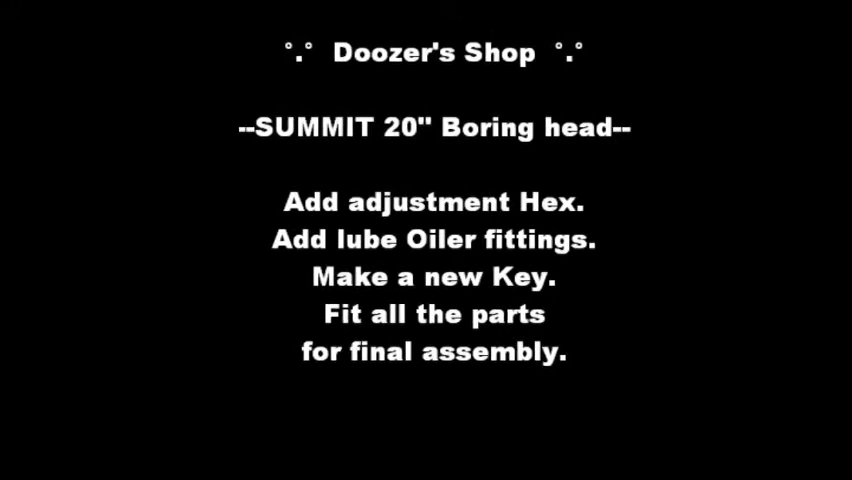 °.° Doozer's Shop °.°
--SUMMIT 20" Boring head--
Add adjustment Hex.
Add lube Oiler fittings.
Make a new Key.
Fit all the parts
for final assembly.